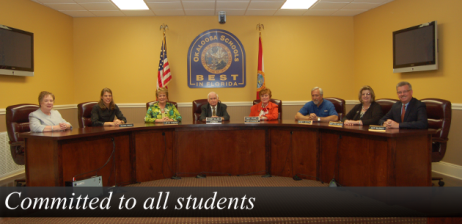 OKALOOSA SCHOOLS
BEST
IN FLORIDA
Committed to all students